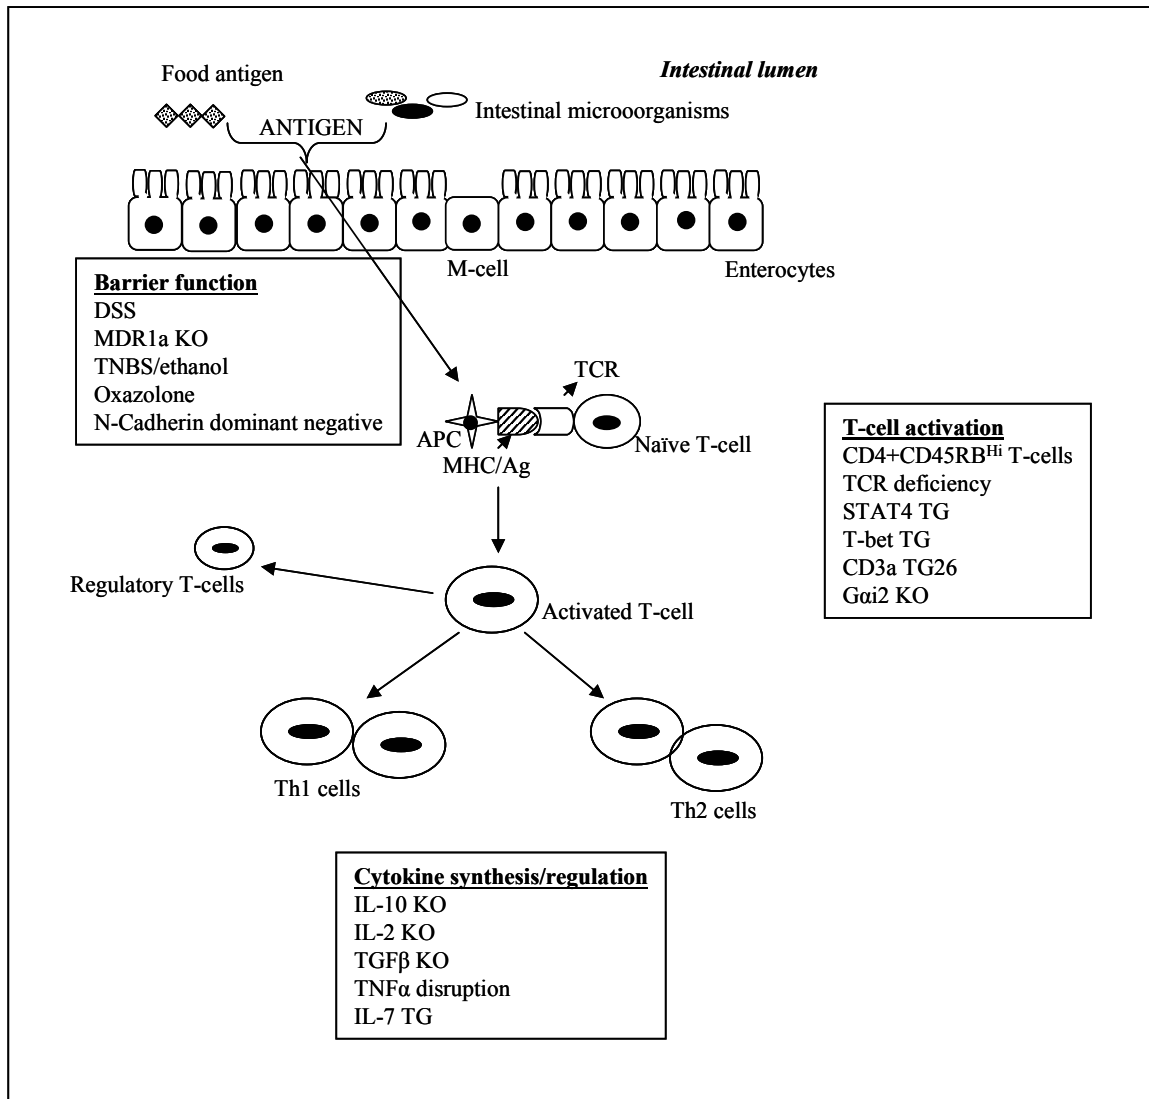 Intestinal lumen
Food antigen
Intestinal microoorganisms
ANTIGEN
M-cell
Enterocytes
Barrier function
DSS
MDR1a KO
TNBS/ethanol
Oxazolone
N-Cadherin dominant negative
TCR
APC
Naïve T-cell
MHC/Ag
T-cell activation
CD4+CD45RBHi T-cells
TCR deficiency
STAT4 TG
T-bet TG
CD3a TG26
Gαi2 KO
Regulatory T-cells
Activated T-cell
Th1 cells
Th2 cells
Cytokine synthesis/regulation
IL-10 KO
IL-2 KO
TGFβ KO
TNFα disruption
IL-7 TG